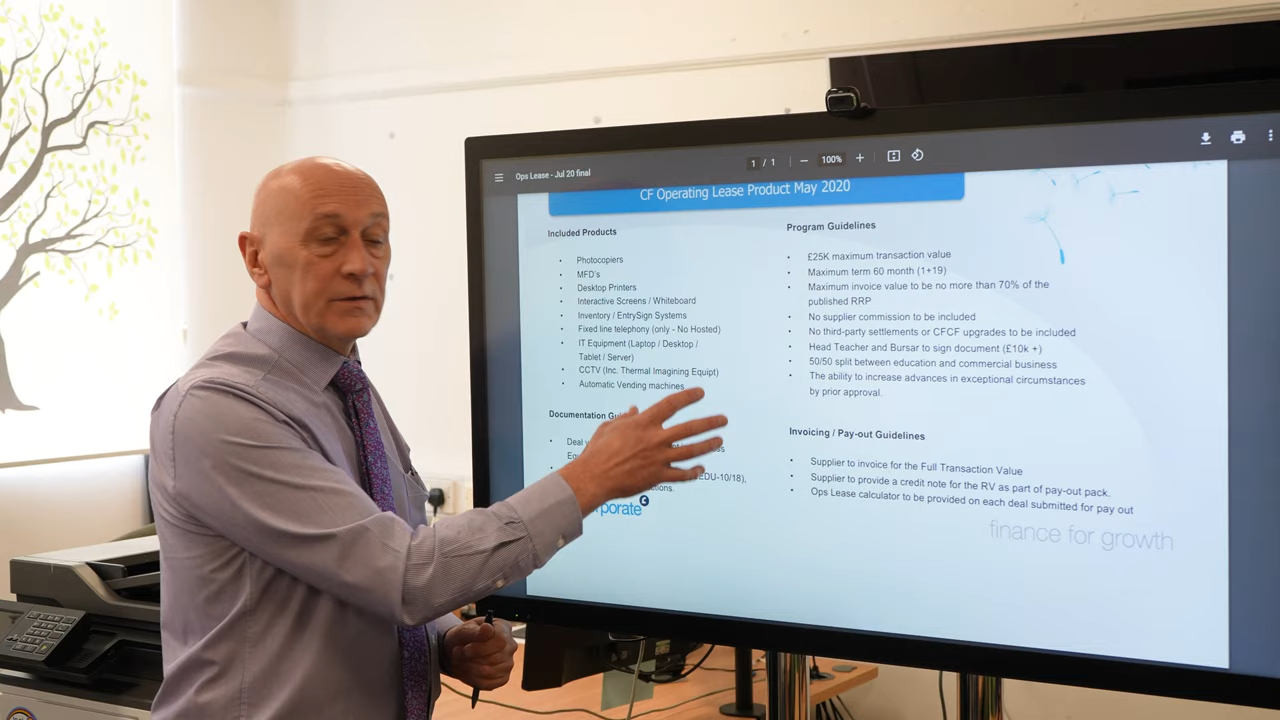 Ops Lease - Jul 20 final
1 / 1
100%
CF Operating Lease Product May 2020
Included Products
Photocopiers
MFD's
Desktop Printers
Interactive Screens / Whiteboard
Inventory / EntrySign Systems
Fixed line telephony (only - No Hosted)
IT Equipment (Laptop / Desktop /
Tablet / Server)
CCTV (Inc. Thermal Imagining Equipt)
Automatic Vending machines
Documentation
Deal
EDU-10/18),
Program Guidelines
£25K maximum transaction value
Maximum term 60 month (1+19)
Maximum invoice value to be no more than 70% of the
published RRP
No supplier commission to be included
No third-party settlements or CFCF upgrades to be included
Head Teacher and Bursar to sign document (£10k +)
50/50 split between education and commercial business
The ability to increase advances in exceptional circumstances
by prior approval.
Invoicing / Pay-out Guidelines
Supplier to invoice for the Full Transaction Value
Supplier to provide a credit note for the RV as part of pay-out pack.
Ops Lease calculator to be provided on each deal submitted for pay out
finance for growth